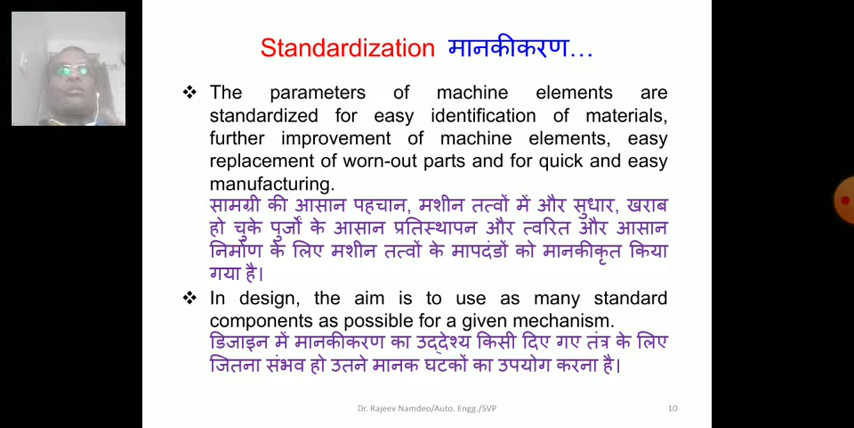 Standardization मानकीकरण...
❖ The parameters of machine elements are
standardized for easy identification of materials,
further improvement of machine elements, easy
replacement of worn-out parts and for quick and easy
manufacturing.
सामग्री की आसान पहचान, मशीन तत्वों में और सुधार, खराब
हो चुके पुर्जों के आसान प्रतिस्थापन और त्वरित और आसान
निर्माण के लिए मशीन तत्वों के मापदंडों को मानकीकृत किया
गया है।
❖ In design, the aim is to use as many standard
components as possible for a given mechanism.
डिजाइन में मानकीकरण का उद्देश्य किसी दिए गए तंत्र के लिए
जितना संभव हो उतने मानक घटकों का उपयोग करना है।
Dr. Rajeev Namdeo/Auto. Engg./SVP 10